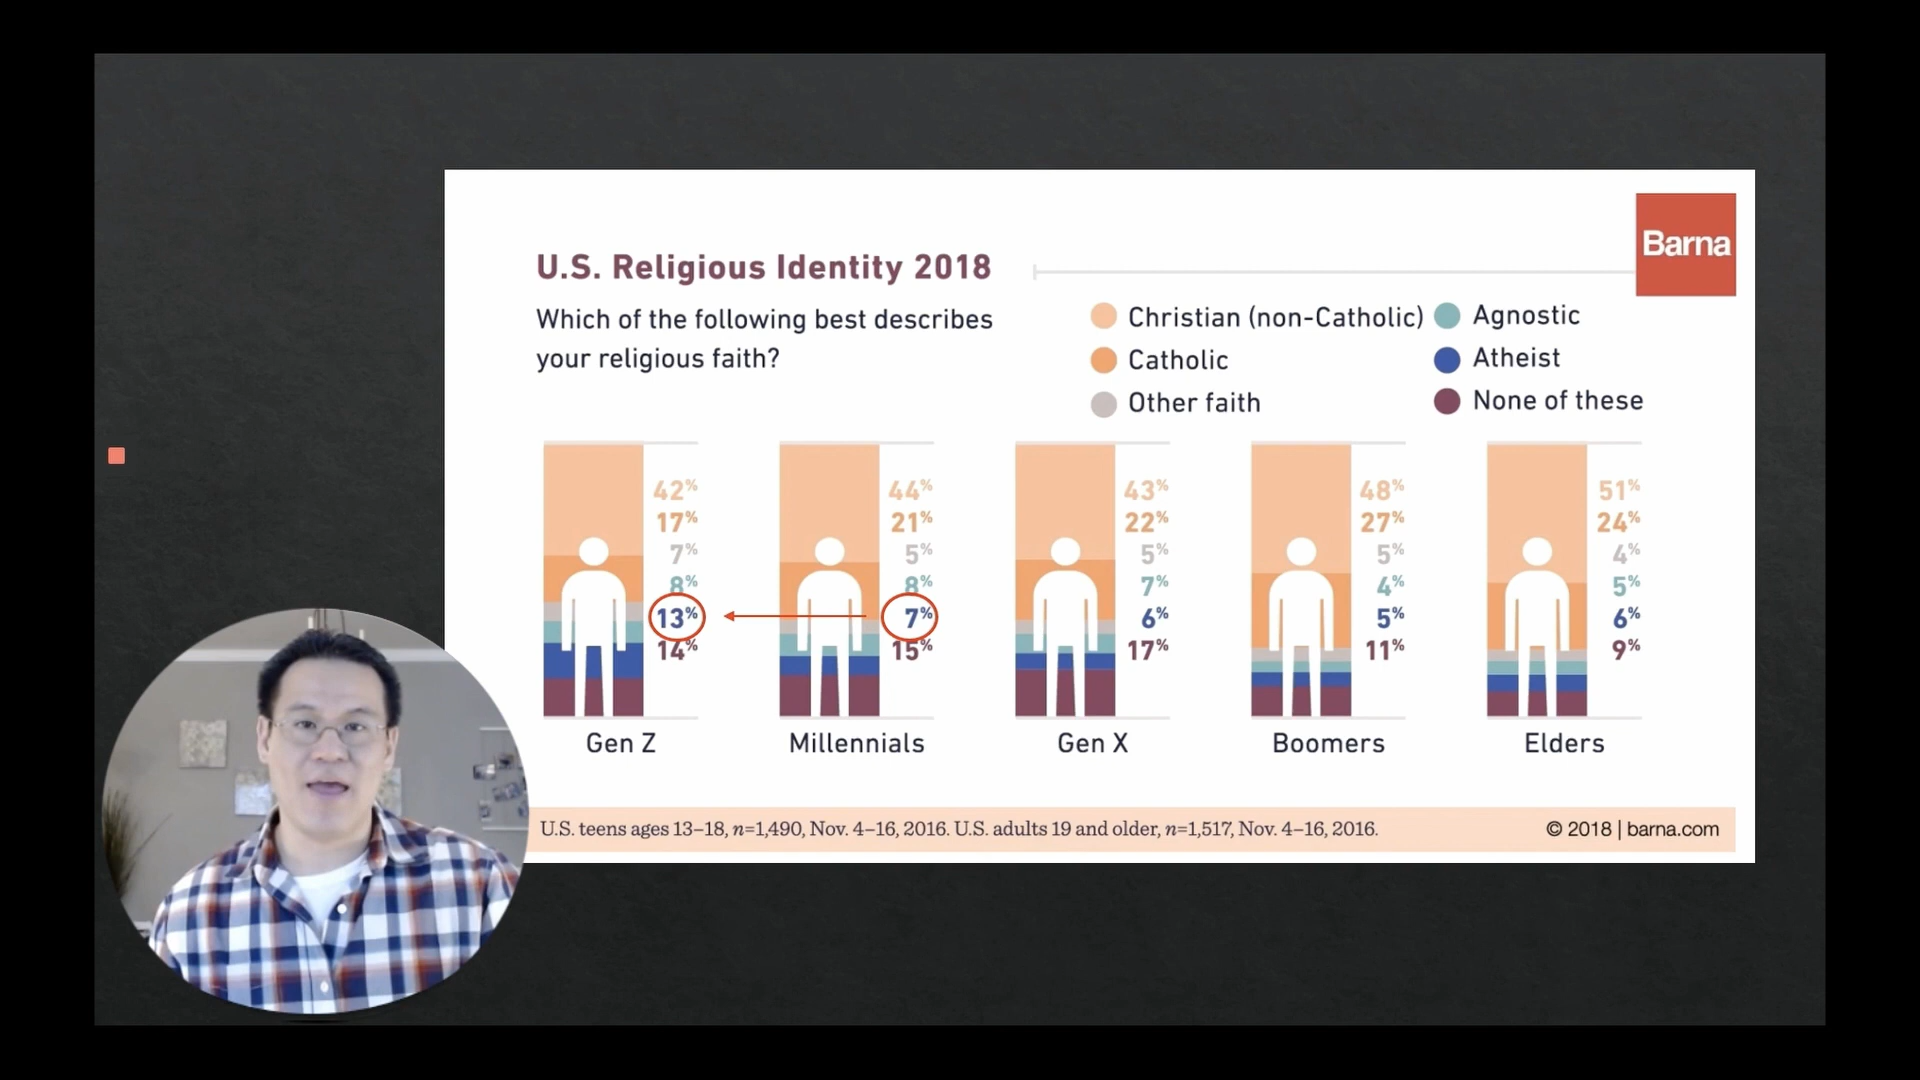 Barna
U.S. Religious Identity 2018
Which of the following best describes
your religious faith?
Christian (non-Catholic)
Catholic
Other faith
Agnostic
Atheist
None of these
42%
17%
7%
8%
13%
14%
Gen Z
44%
21%
5%
8%
7%
15%
Millennials
43%
22%
5%
7%
6%
17%
Gen X
48%
27%
5%
4%
5%
11%
Boomers
51%
24%
4%
5%
6%
9%
Elders
U.S. teens ages 13–18, n=1,490, Nov. 4–16, 2016. U.S. adults 19 and older, n=1,517, Nov. 4–16, 2016.
© 2018 | barna.com